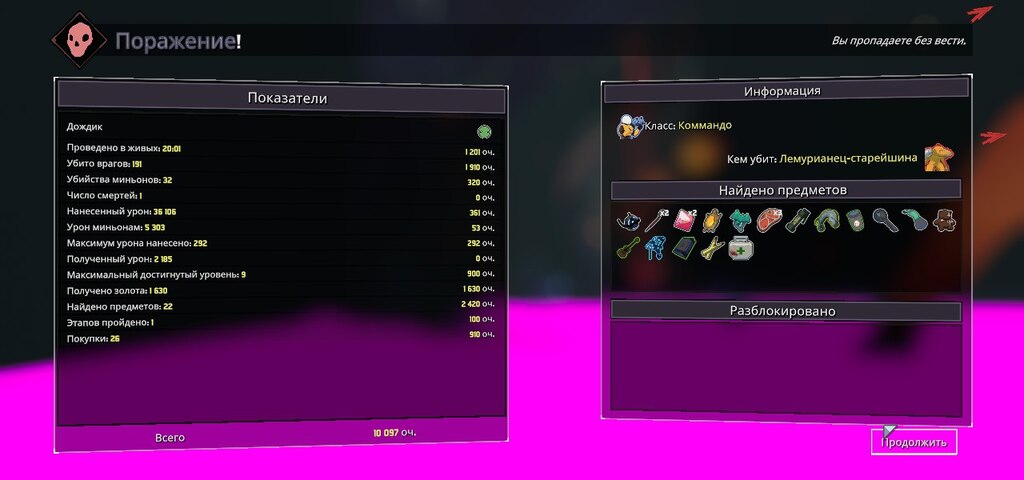 Поражение!
Вы пропадаете без вести.
Показатели
Дождик
Проведено в живых: 20:01 1 201 оч.
Убито врагов: 191 1 910 оч.
Убийства миньонов: 32 320 оч.
Число смертей: 1 0 оч.
Нанесенный урон: 36 106 361 оч.
Урон миньонам: 5 303 53 оч.
Максимум урона нанесено: 292 292 оч.
Полученный урон: 2 185 0 оч.
Максимальный достигнутый уровень: 9 900 оч.
Получено золота: 1 630 1 630 оч.
Найдено предметов: 22 2 420 оч.
Этапов пройдено: 1 100 оч.
Покупки: 26 910 оч.
Всего 10 097 оч.
Информация
Класс: Коммандо
Кем убит: Лемурианец-старейшина
Найдено предметов
x2 x2
Разблокировано
Продолжить